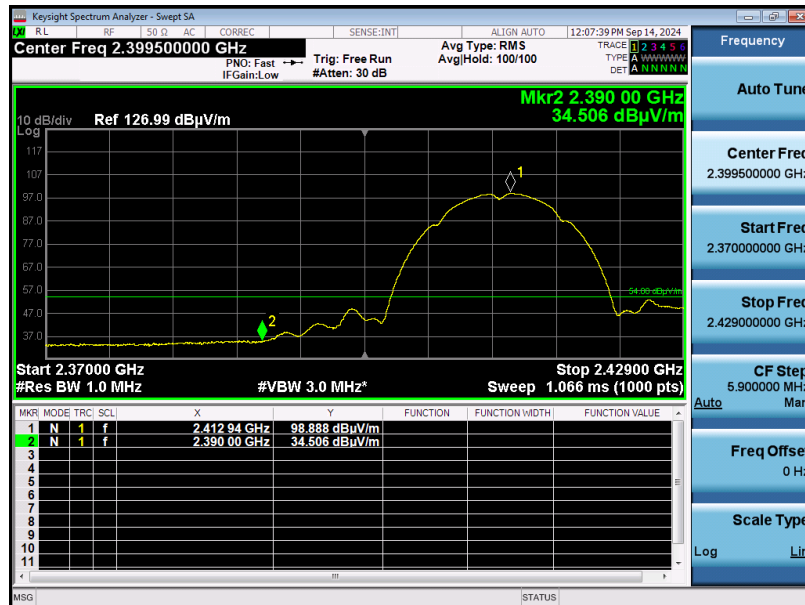 Keysight Spectrum Analyzer - Swept SA
LXI RL RF 50 Ω AC CORREC SENSE:INT ALIGN AUTO 12:07:39 PM Sep 14, 2024
Center Freq 2.399500000 GHz
PNO: Fast
IFGain:Low
Trig: Free Run
#Atten: 30 dB
Avg Type: RMS
Avg|Hold: 100/100
TRACE 1 2 3 4 5 6
TYPE A WWWWW
DET A N N N N N
Mkr2 2.390 00 GHz
34.506 dBµV/m
10 dB/div Ref 126.99 dBµV/m
Log
117
107
97.0
87.0
77.0
67.0
57.0
47.0
37.0
1
2
54.00 dBµV/m
Start 2.37000 GHz Stop 2.42900 GHz
#Res BW 1.0 MHz #VBW 3.0 MHz* Sweep 1.066 ms (1000 pts)
MKR MODE TRC SCL X Y FUNCTION FUNCTION WIDTH FUNCTION VALUE
1 N 1 f 2.412 94 GHz 98.888 dBµV/m
2 N 1 f 2.390 00 GHz 34.506 dBµV/m
3
4
5
6
7
8
9
10
11
MSG STATUS
Frequency
Auto Tune
Center Freq
2.399500000 GHz
Start Freq
2.370000000 GHz
Stop Freq
2.429000000 GHz
CF Step
5.900000 MHz
Auto Man
Freq Offset
0 Hz
Scale Type
Log Lin